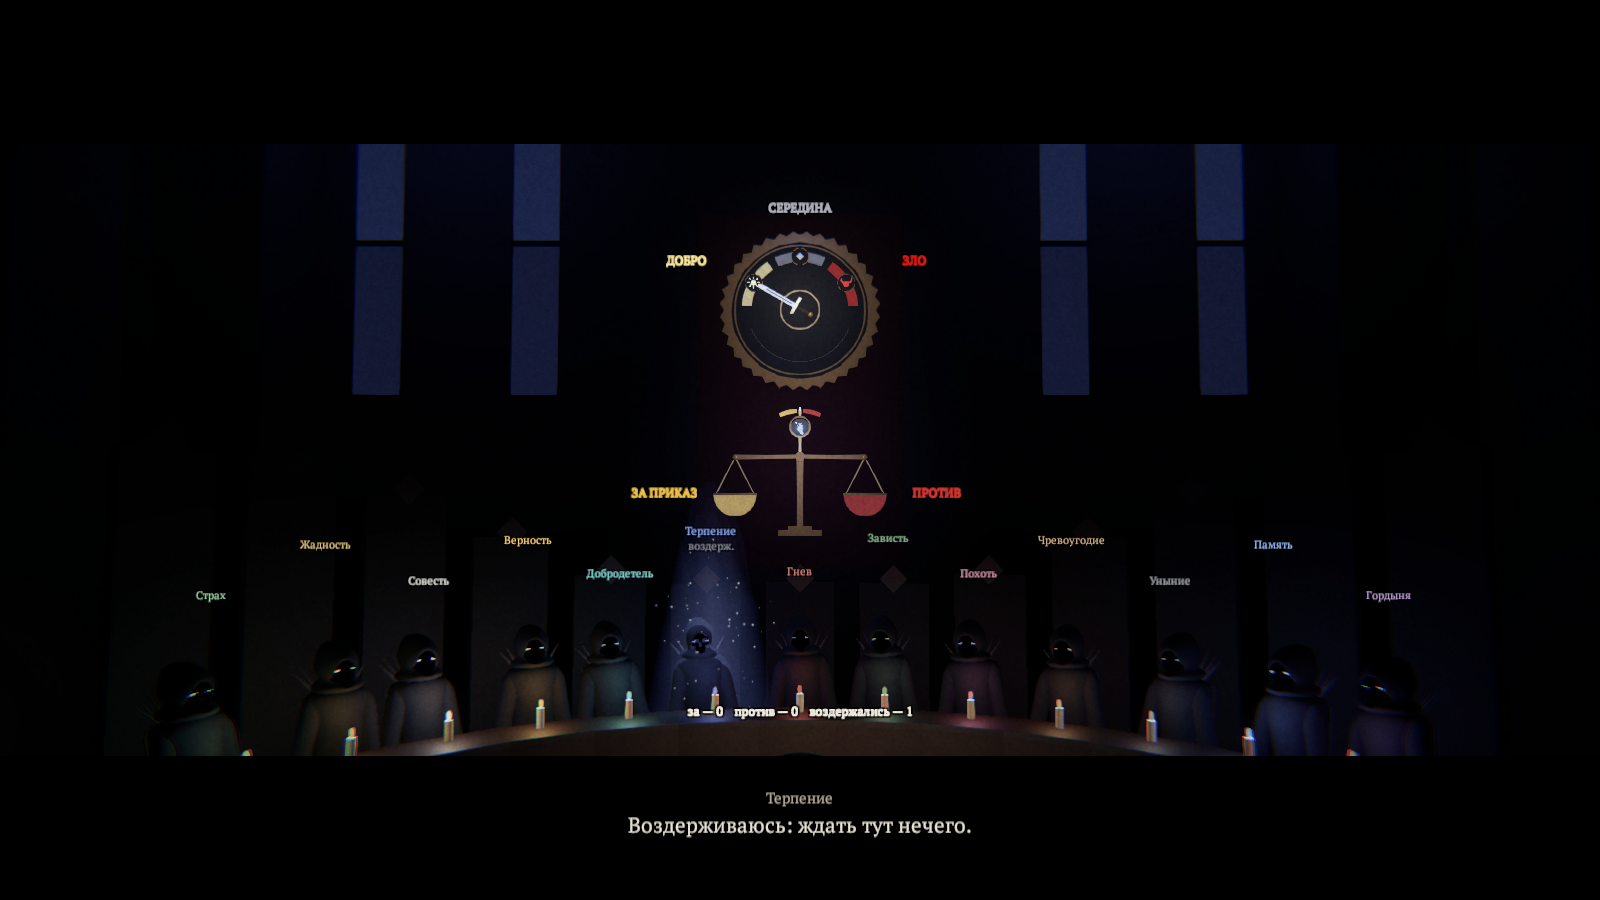 СЕРЕДИНА
ДОБРО
ЗЛО
ЗА ПРИКАЗ
ПРОТИВ
Терпение
воздерж.
Зависть
Жадность
Верность
Чревоугодие
Память
Добродетель
Гнев
Похоть
Совесть
Уныние
Страх
Гордыня
за — 0 против — 0 воздержались — 1
Терпение
Воздерживаюсь: ждать тут нечего.